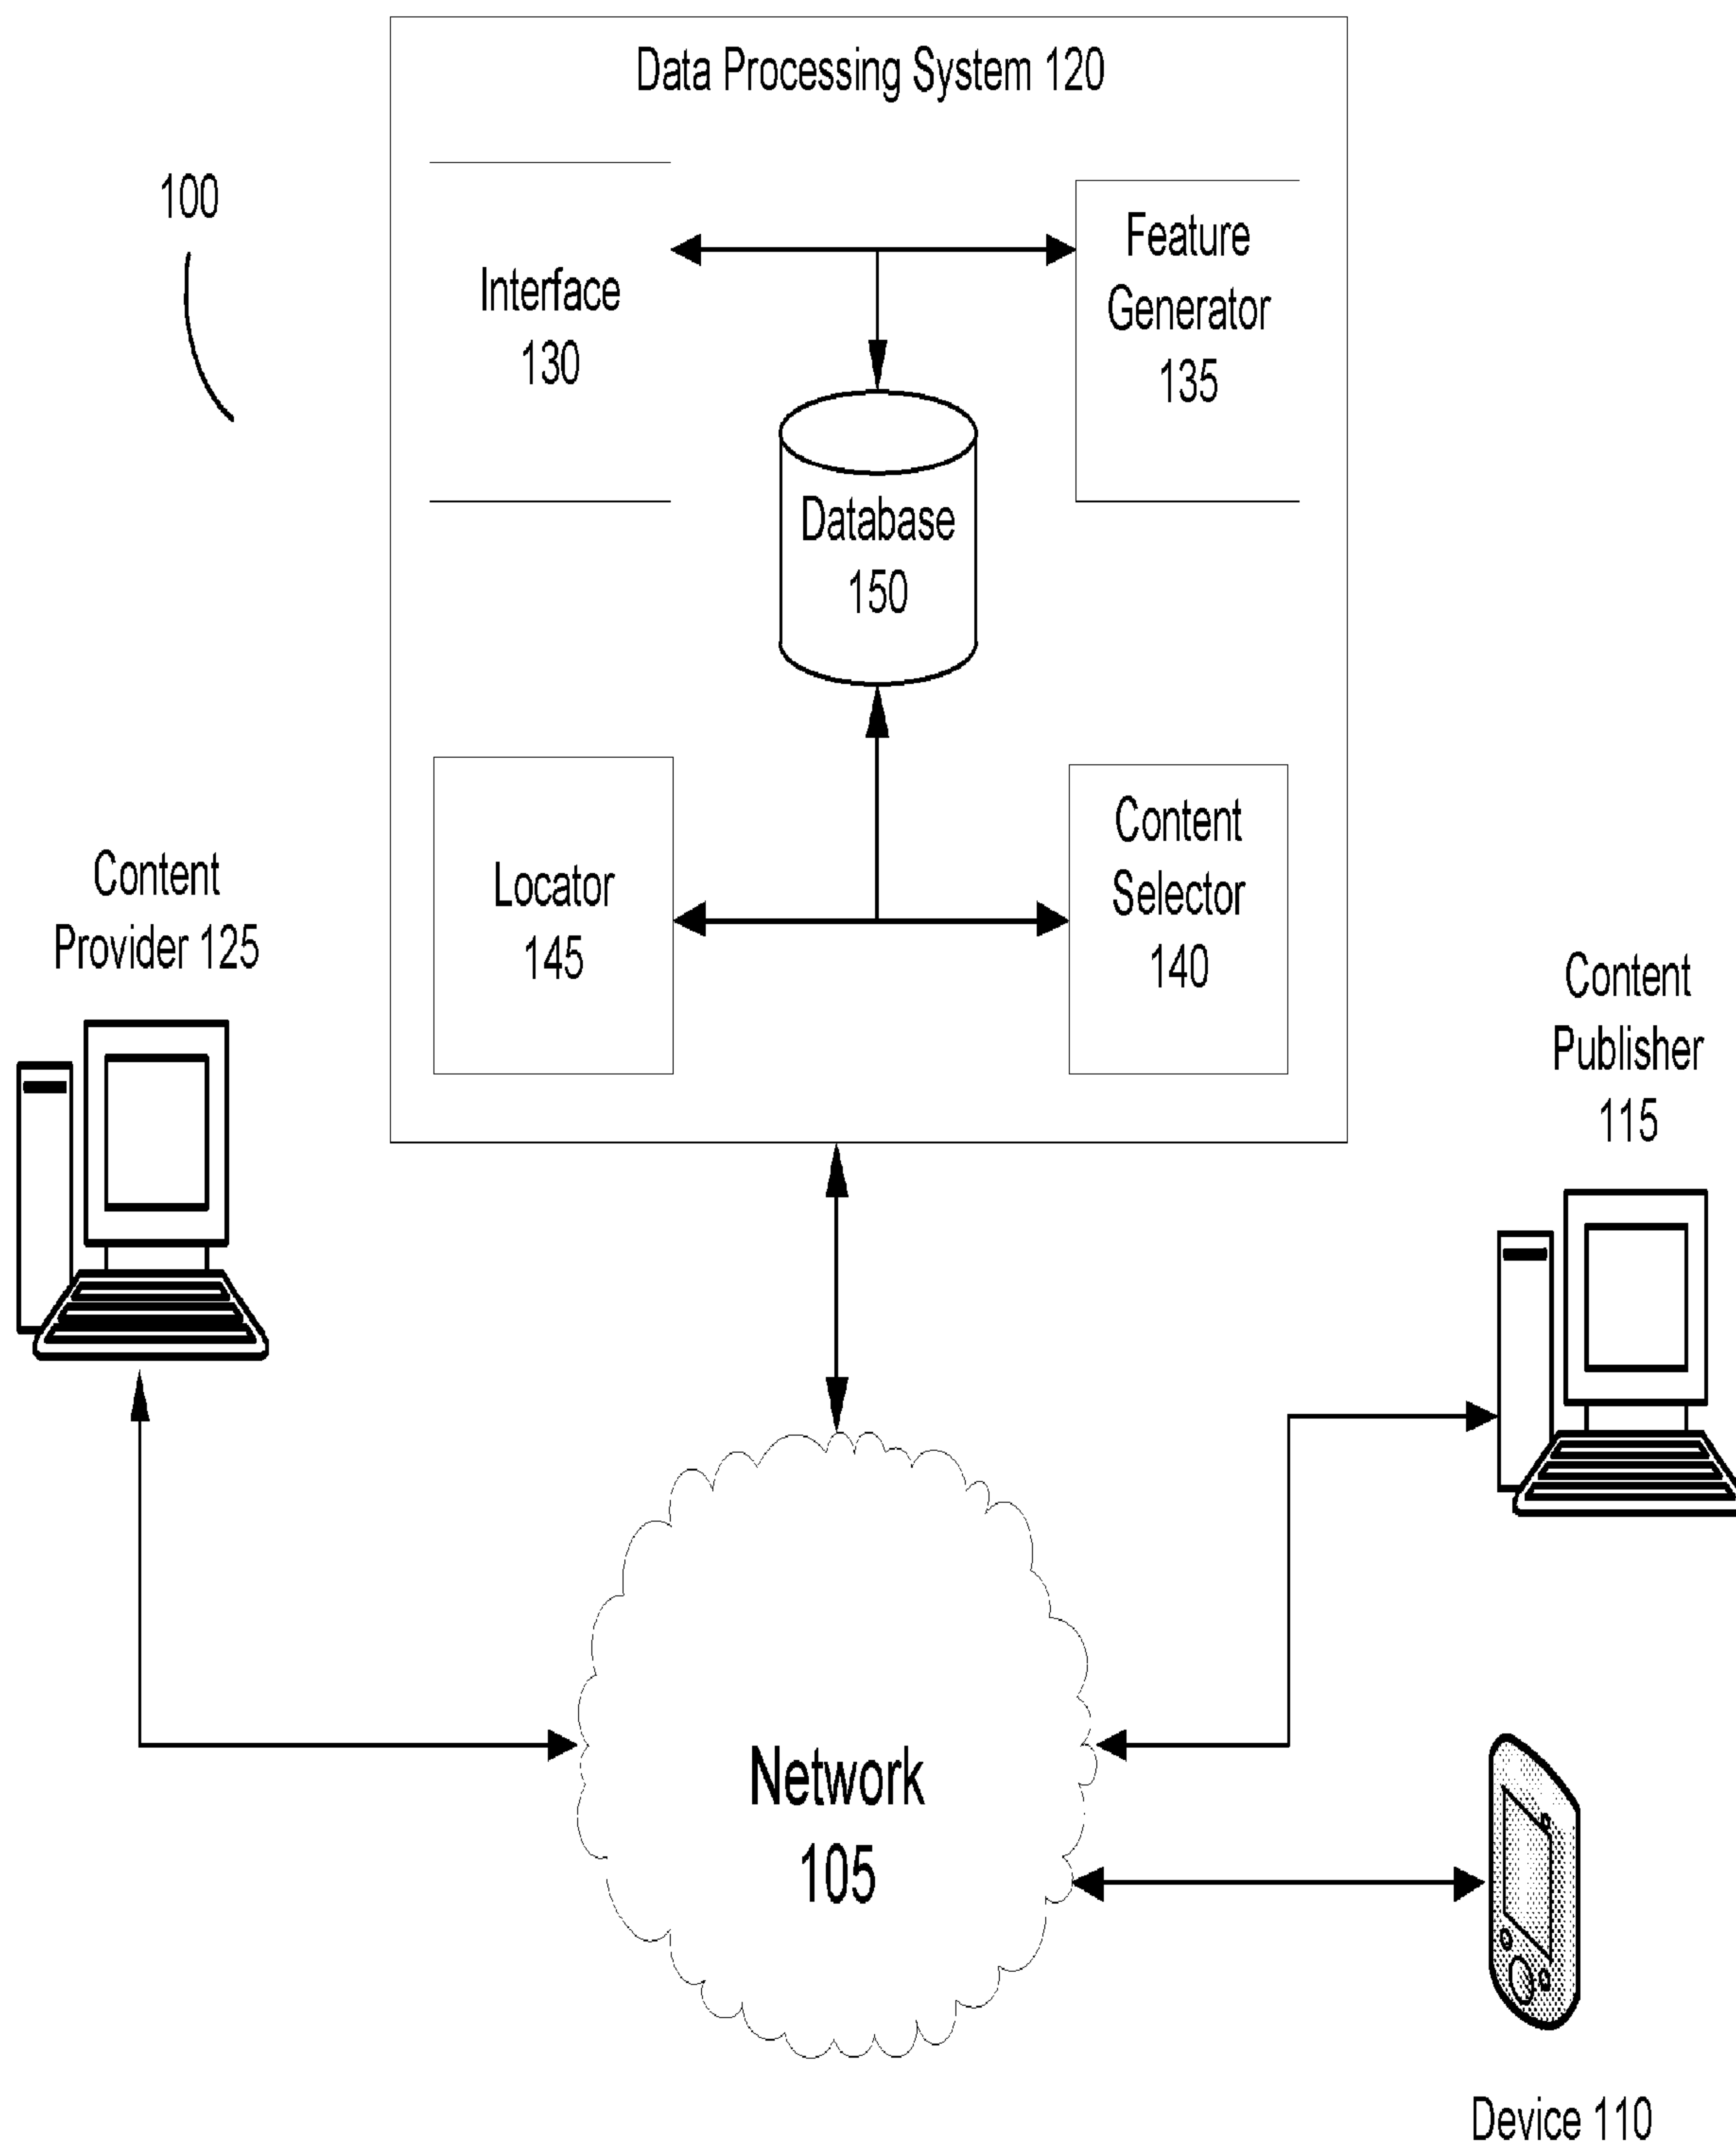 Data Processing System 120
100
Interface
130
Feature
Generator
135
Database
150
Locator
145
Content
Selector
140
Content
Provider 125
Content
Publisher
115
Network
105
Device 110